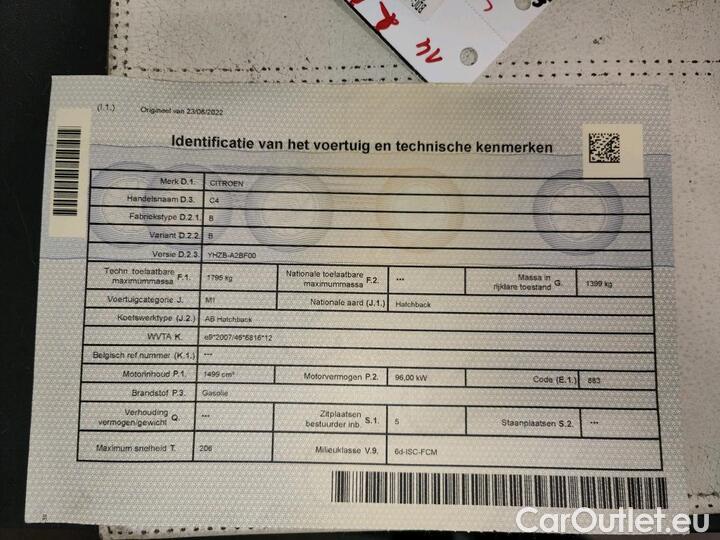 14
(I.1.) Origineel van 23/08/2022
Identificatie van het voertuig en technische kenmerken
Merk D.1. CITROEN
Handelsnaam D.3. C4
Fabriekstype D.2.1. B
Variant D.2.2. B
Versie D.2.3. YHZB-A2BF00
Techn. toelaatbare maximummassa F.1. 1795 kg Nationale toelaatbare maximummassa F.2. --- Massa in rijklare toestand G. 1399 kg
Voertuigcategorie J. M1 Nationale aard (J.1.) Hatchback
Koetswerktype (J.2.) AB Hatchback
WVTA K. e9*2007/46*6816*12
Belgisch ref nummer (K.1.) ---
Motorinhoud P.1. 1499 cm³ Motorvermogen P.2. 96,00 kW Code (E.1.) 883
Brandstof P.3. Gasolie
Verhouding vermogen/gewicht Q. --- Zitplaatsen bestuurder inb. S.1. 5 Staanplaatsen S.2. ---
Maximum snelheid T. 206 Milieuklasse V.9. 6d-ISC-FCM
CarOutlet.eu